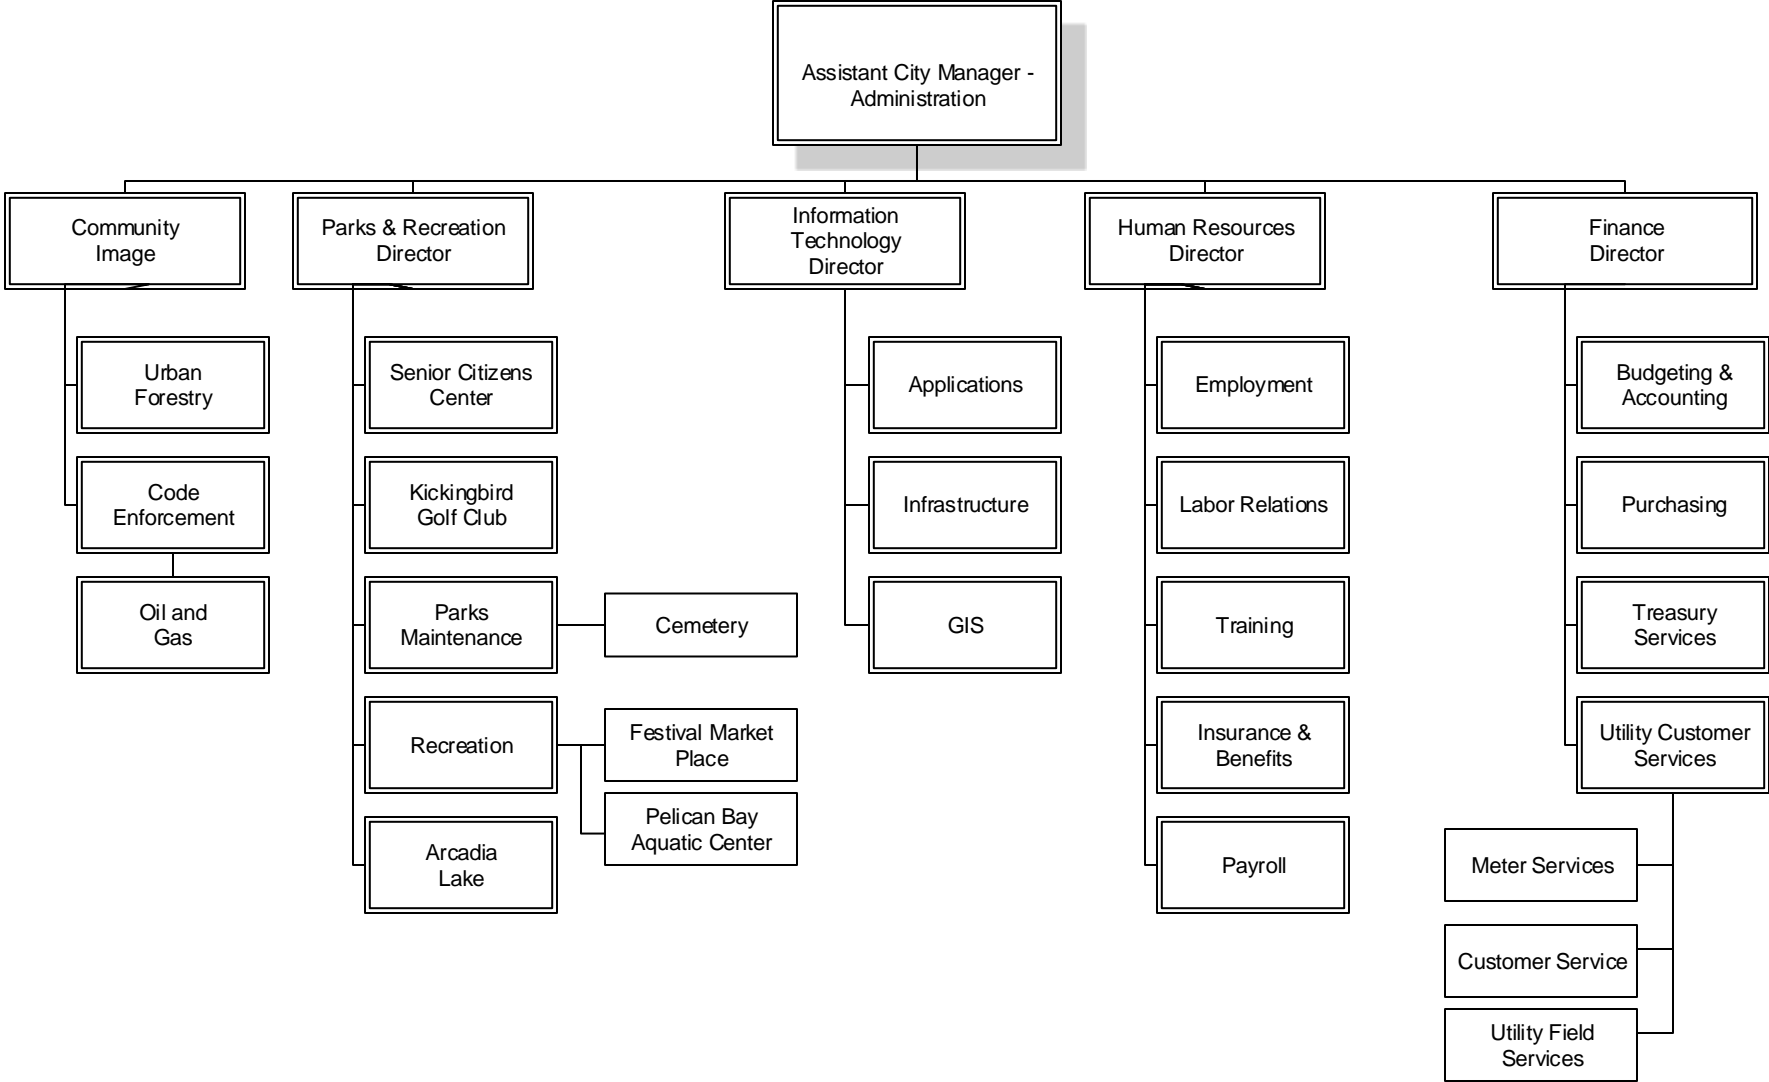 Assistant City Manager -
Administration
Community
Image
Parks & Recreation
Director
Information
Technology
Director
Human Resources
Director
Finance
Director
Urban
Forestry
Senior Citizens
Center
Applications
Employment
Budgeting &
Accounting
Code
Enforcement
Kickingbird
Golf Club
Infrastructure
Labor Relations
Purchasing
Oil and
Gas
Parks
Maintenance
Cemetery
GIS
Training
Treasury
Services
Recreation
Festival Market
Place
Insurance &
Benefits
Utility Customer
Services
Pelican Bay
Aquatic Center
Arcadia
Lake
Payroll
Meter Services
Customer Service
Utility Field
Services